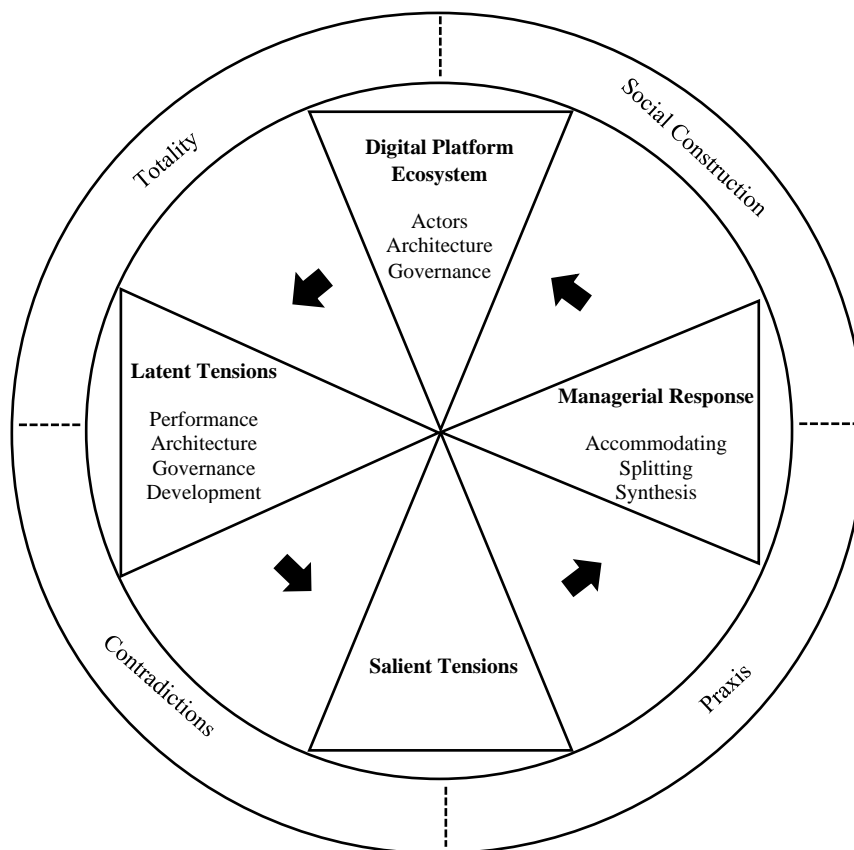 Totality
Social Construction
Digital Platform
Ecosystem
Actors
Architecture
Governance
Latent Tensions
Performance
Architecture
Governance
Development
Managerial Response
Accommodating
Splitting
Synthesis
Salient Tensions
Contradictions
Praxis